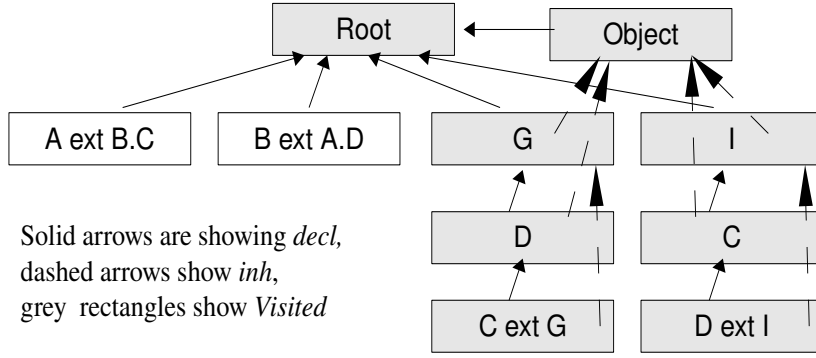 Root
Object
A ext B.C
B ext A.D
G
I
D
C
Solid arrows are showing decl,
dashed arrows show inh,
grey rectangles show Visited
C ext G
D ext I